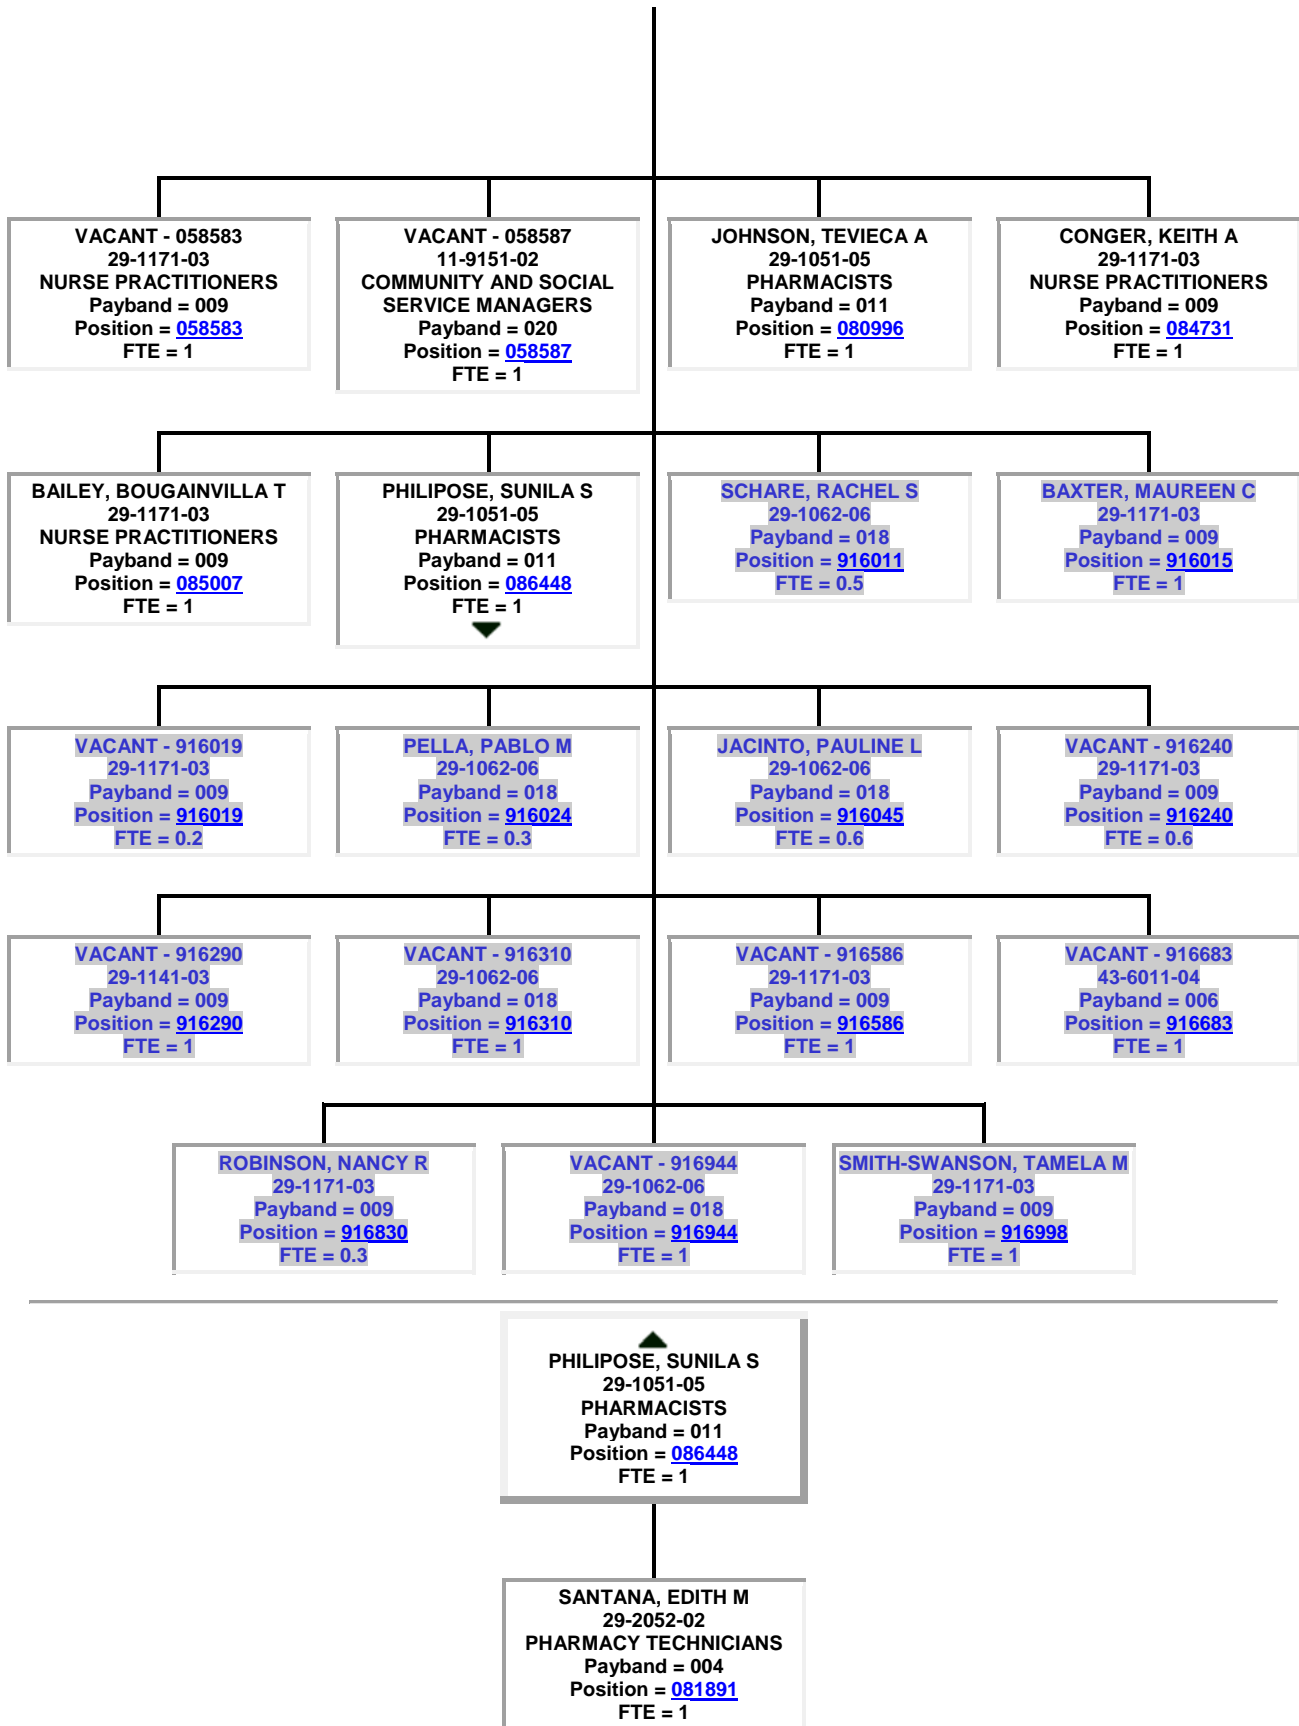 VACANT - 058583
29-1171-03
NURSE PRACTITIONERS
Payband = 009
Position = 058583
FTE = 1
VACANT - 058587
11-9151-02
COMMUNITY AND SOCIAL
SERVICE MANAGERS
Payband = 020
Position = 058587
FTE = 1
JOHNSON, TEVIECA A
29-1051-05
PHARMACISTS
Payband = 011
Position = 080996
FTE = 1
CONGER, KEITH A
29-1171-03
NURSE PRACTITIONERS
Payband = 009
Position = 084731
FTE = 1
BAILEY, BOUGAINVILLA T
29-1171-03
NURSE PRACTITIONERS
Payband = 009
Position = 085007
FTE = 1
PHILIPOSE, SUNILA S
29-1051-05
PHARMACISTS
Payband = 011
Position = 086448
FTE = 1
SCHARE, RACHEL S
29-1062-06
Payband = 018
Position = 916011
FTE = 0.5
BAXTER, MAUREEN C
29-1171-03
Payband = 009
Position = 916015
FTE = 1
VACANT - 916019
29-1171-03
Payband = 009
Position = 916019
FTE = 0.2
PELLA, PABLO M
29-1062-06
Payband = 018
Position = 916024
FTE = 0.3
JACINTO, PAULINE L
29-1062-06
Payband = 018
Position = 916045
FTE = 0.6
VACANT - 916240
29-1171-03
Payband = 009
Position = 916240
FTE = 0.6
VACANT - 916290
29-1141-03
Payband = 009
Position = 916290
FTE = 1
VACANT - 916310
29-1062-06
Payband = 018
Position = 916310
FTE = 1
VACANT - 916586
29-1171-03
Payband = 009
Position = 916586
FTE = 1
VACANT - 916683
43-6011-04
Payband = 006
Position = 916683
FTE = 1
ROBINSON, NANCY R
29-1171-03
Payband = 009
Position = 916830
FTE = 0.3
VACANT - 916944
29-1062-06
Payband = 018
Position = 916944
FTE = 1
SMITH-SWANSON, TAMELA M
29-1171-03
Payband = 009
Position = 916998
FTE = 1
PHILIPOSE, SUNILA S
29-1051-05
PHARMACISTS
Payband = 011
Position = 086448
FTE = 1
SANTANA, EDITH M
29-2052-02
PHARMACY TECHNICIANS
Payband = 004
Position = 081891
FTE = 1